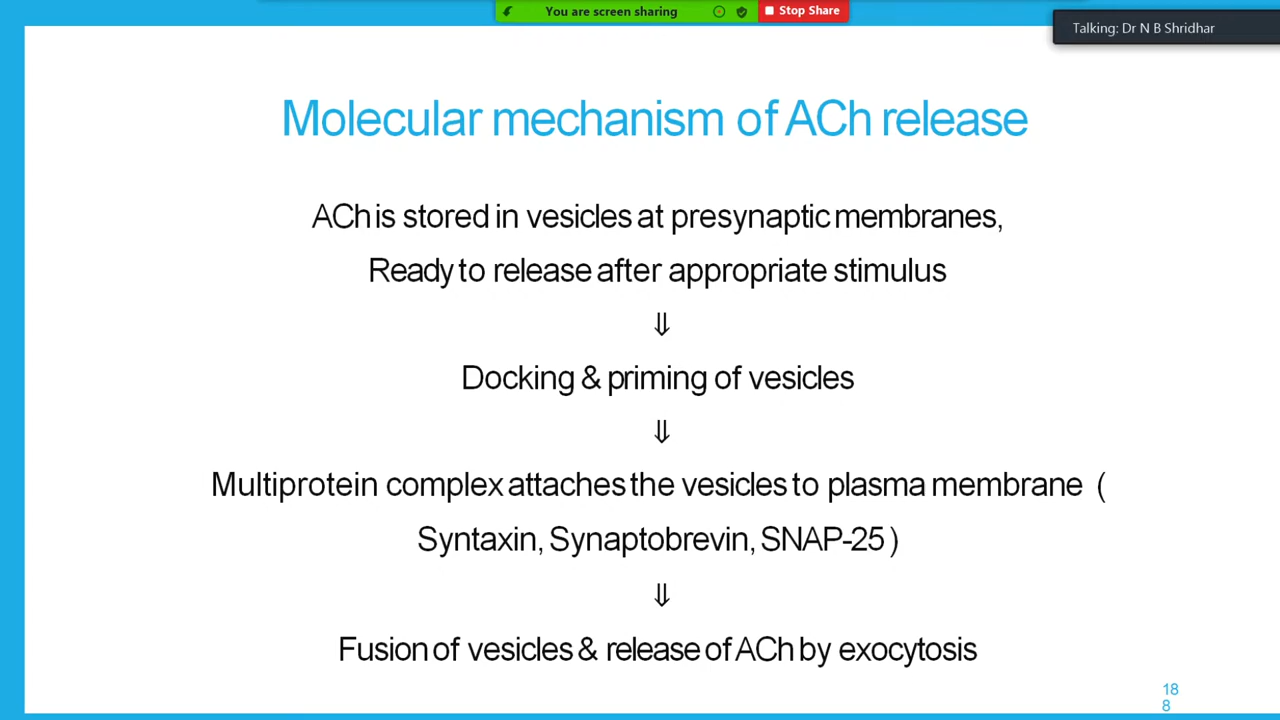 You are screen sharing
Stop Share
Talking: Dr N B Shridhar
Molecular mechanism of ACh release
ACh is stored in vesicles at presynaptic membranes,
Ready to release after appropriate stimulus
⇓
Docking & priming of vesicles
⇓
Multiprotein complex attaches the vesicles to plasma membrane (
Syntaxin, Synaptobrevin, SNAP-25 )
⇓
Fusion of vesicles & release of ACh by exocytosis
18
8